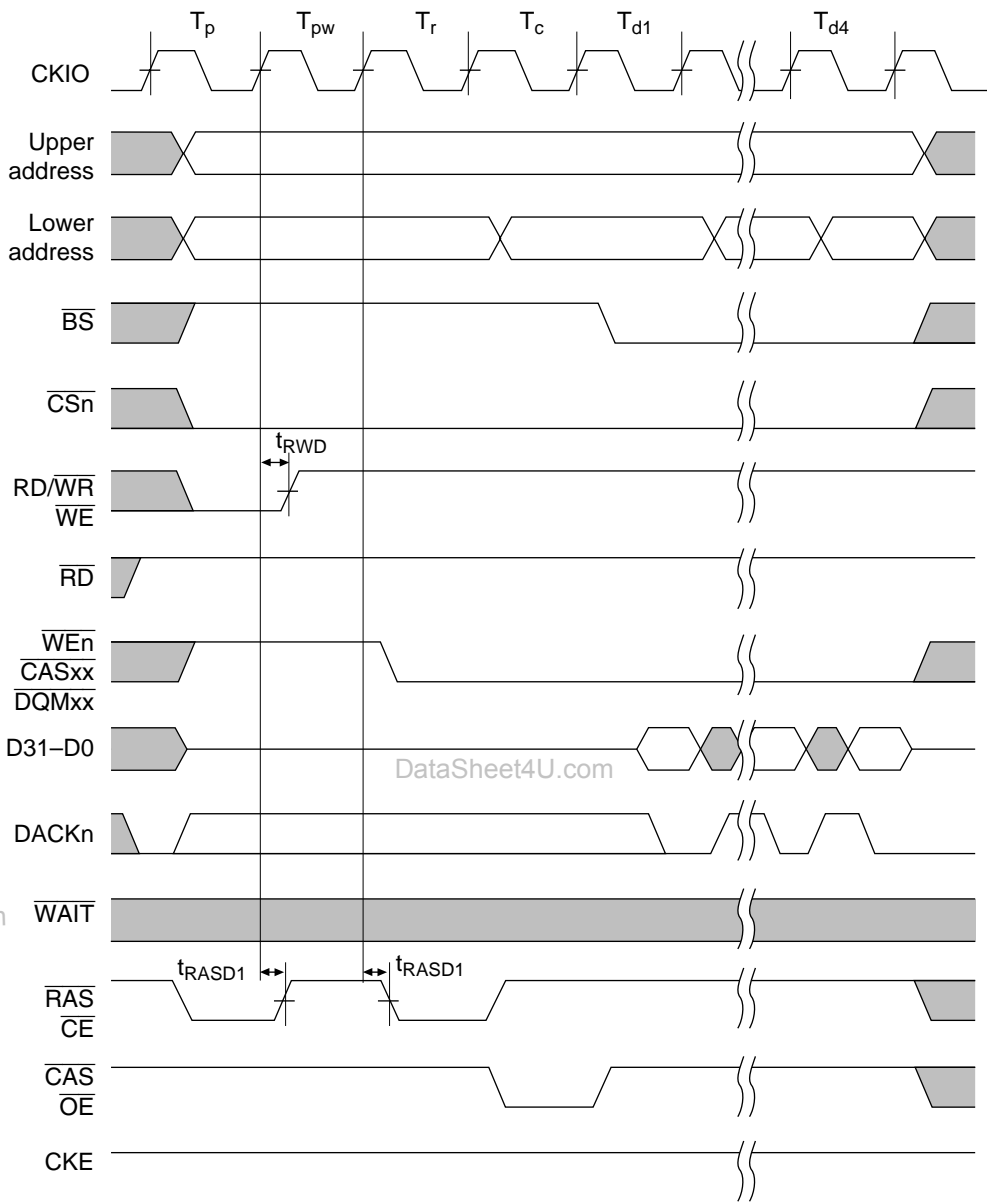 Tp Tpw Tr Tc Td1 Td4
CKIO
Upper
address
Lower
address
BS
CSn
tRWD
RD/WR
WE
RD
WEn
CASxx
DQMxx
D31–D0
DataSheet4U.com
DACKn
WAIT
tRASD1 tRASD1
RAS
CE
CAS
OE
CKE